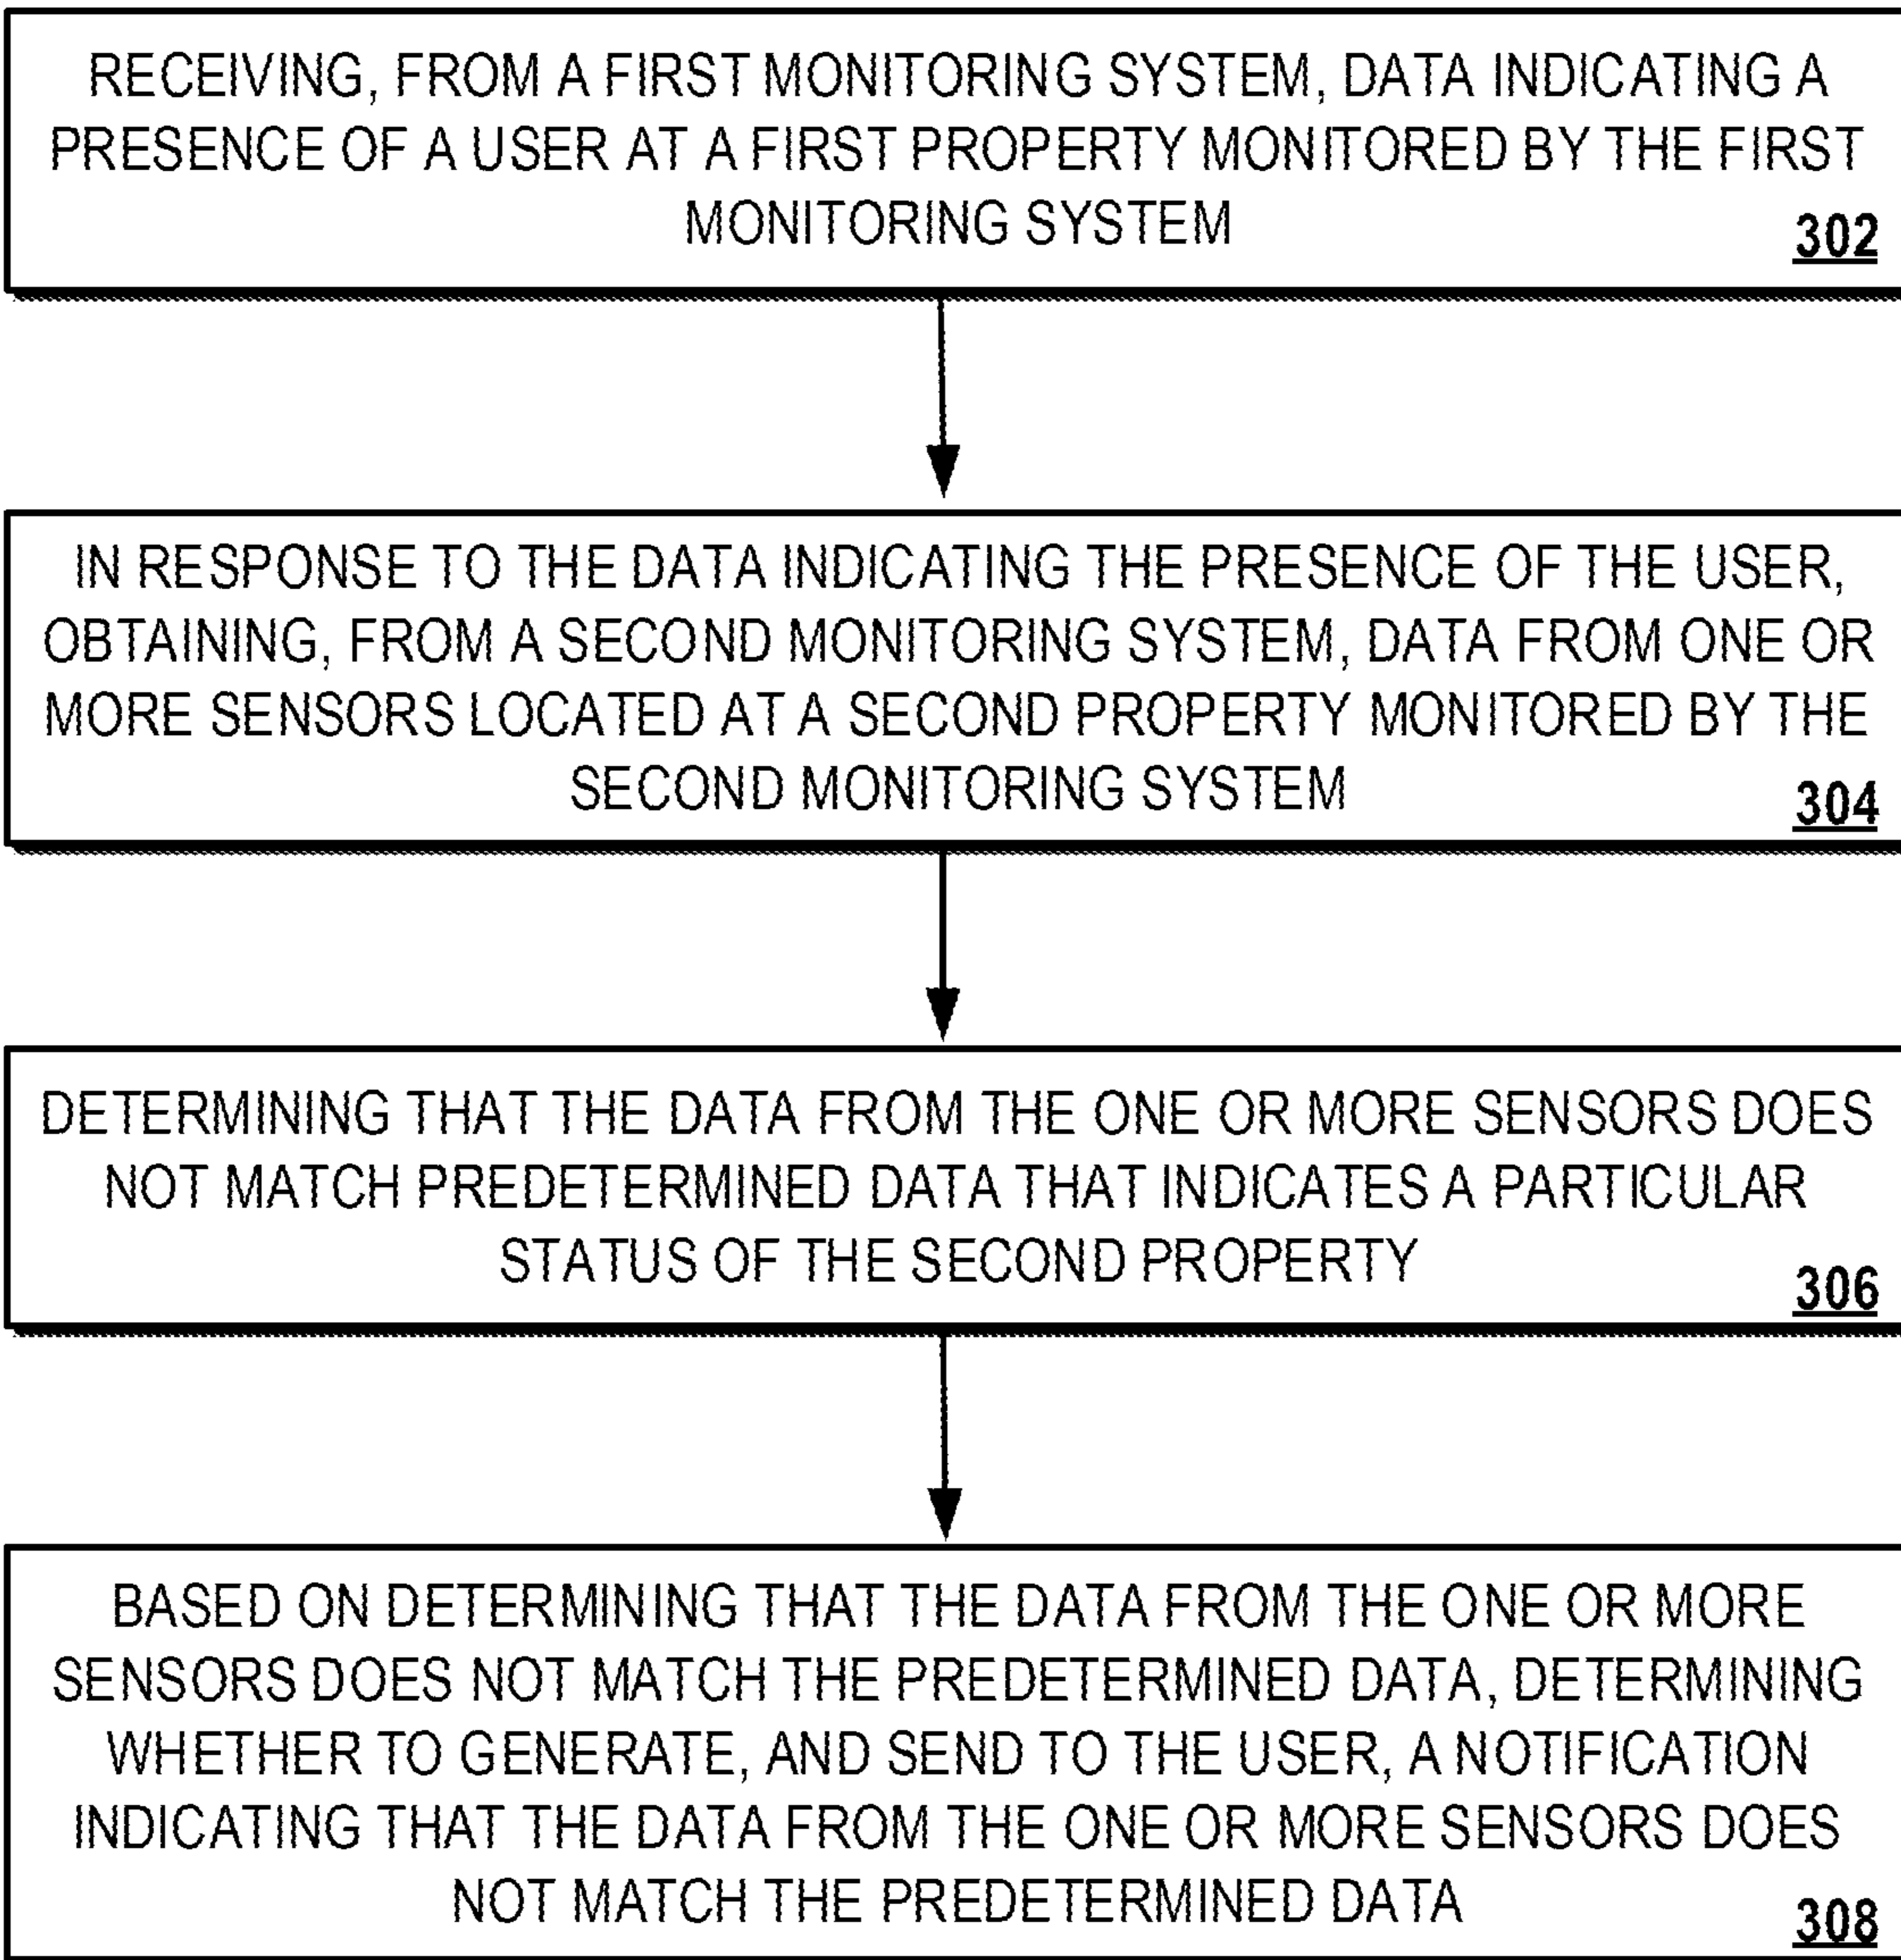 RECEIVING, FROM A FIRST MONITORING SYSTEM, DATA INDICATING A
PRESENCE OF A USER AT A FIRST PROPERTY MONITORED BY THE FIRST
MONITORING SYSTEM
302
IN RESPONSE TO THE DATA INDICATING THE PRESENCE OF THE USER,
OBTAINING, FROM A SECOND MONITORING SYSTEM, DATA FROM ONE OR
MORE SENSORS LOCATED AT A SECOND PROPERTY MONITORED BY THE
SECOND MONITORING SYSTEM
304
DETERMINING THAT THE DATA FROM THE ONE OR MORE SENSORS DOES
NOT MATCH PREDETERMINED DATA THAT INDICATES A PARTICULAR
STATUS OF THE SECOND PROPERTY
306
BASED ON DETERMINING THAT THE DATA FROM THE ONE OR MORE
SENSORS DOES NOT MATCH THE PREDETERMINED DATA, DETERMINING
WHETHER TO GENERATE, AND SEND TO THE USER, A NOTIFICATION
INDICATING THAT THE DATA FROM THE ONE OR MORE SENSORS DOES
NOT MATCH THE PREDETERMINED DATA
308